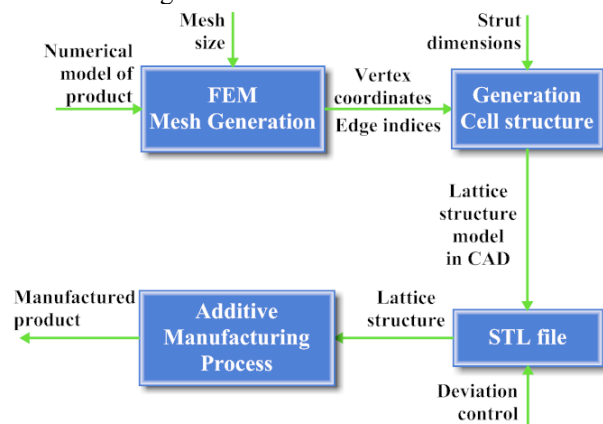 Mesh
size
Strut
dimensions
Numerical
model of
product
FEM
Mesh Generation
Vertex
coordinates
Edge indices
Generation
Cell structure
Lattice
structure
model
in CAD
Manufactured
product
Additive
Manufacturing
Process
Lattice
structure
STL file
Deviation
control